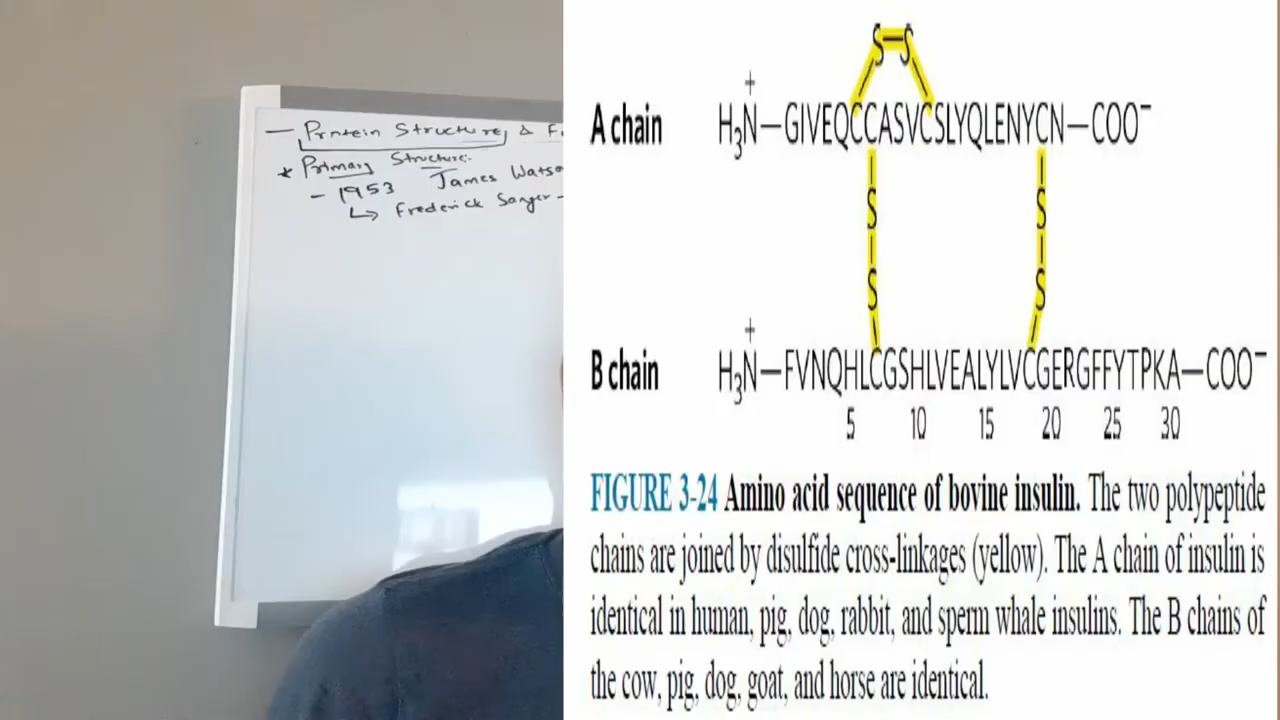 — Protein Structure & F
* Primary Structure:
- 1953 James Wats
↳ Frederick Sanger -
S—S
A chain H₃N⁺—GIVEQCCASVCSLYQLENYCN—COO⁻
S S
S S
B chain H₃N⁺—FVNQHLCGSHLVEALYLVCGERGFFYTPKA—COO⁻
5 10 15 20 25 30
FIGURE 3-24 Amino acid sequence of bovine insulin. The two polypeptide
chains are joined by disulfide cross-linkages (yellow). The A chain of insulin is
identical in human, pig, dog, rabbit, and sperm whale insulins. The B chains of
the cow, pig, dog, goat, and horse are identical.